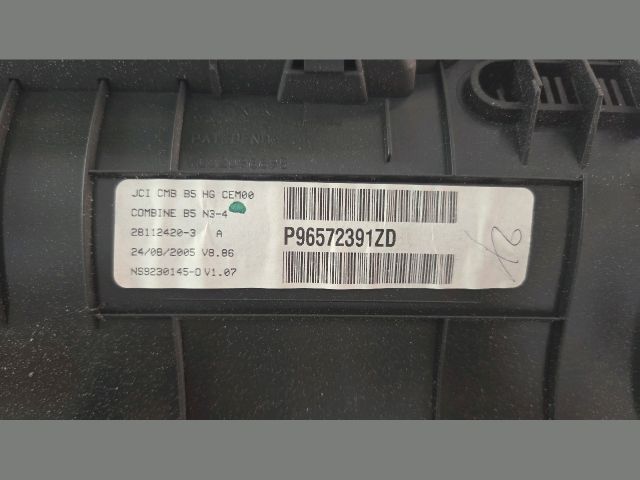 JCI CMB B5 HG CEM00
COMBINE B5 N3-4
28112420-3 A
24/08/2005 V8.86
NS9230145-0 V1.07
P96572391ZD